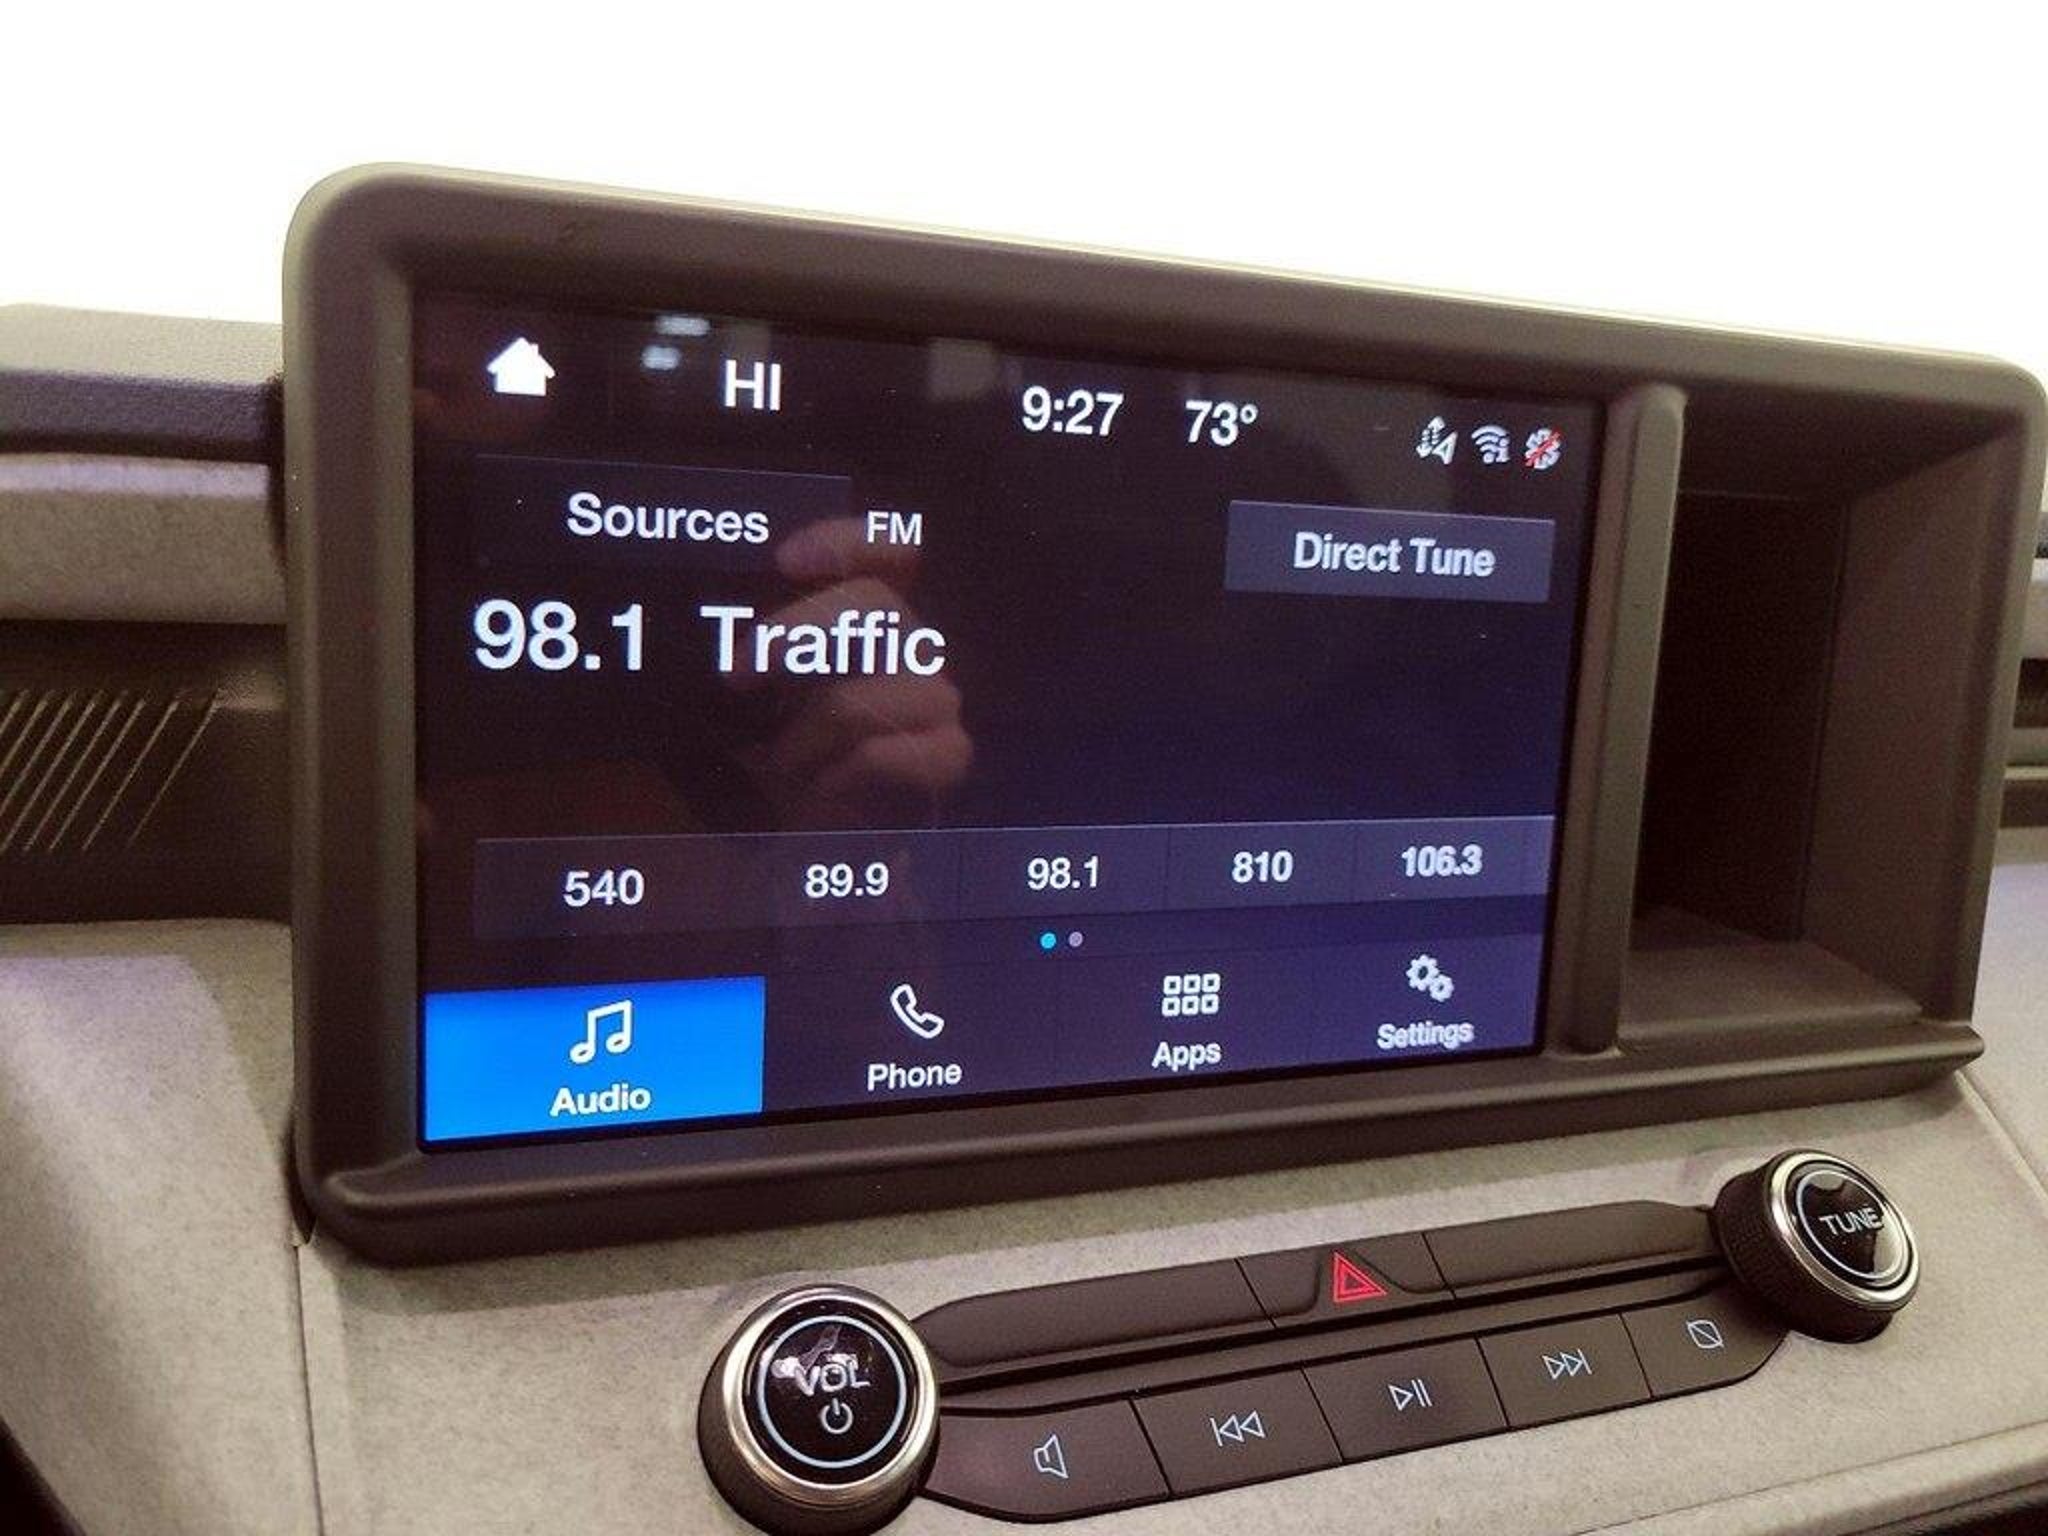 HI 9:27 73°
Sources FM Direct Tune
98.1 Traffic
540 89.9 98.1 810 106.3
Audio Phone Apps Settings
TUNE
VOL